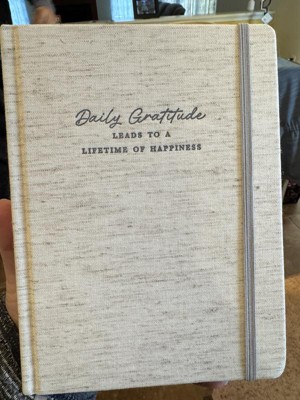 Daily Gratitude
LEADS TO A
LIFETIME OF HAPPINESS